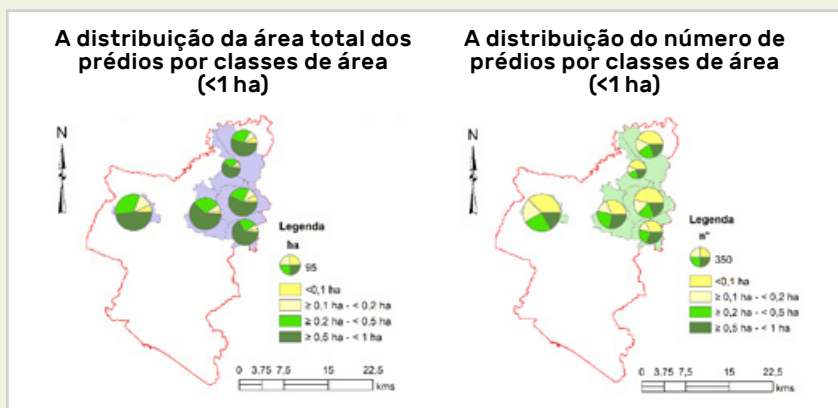 A distribuição da área total dos
prédios por classes de área
(<1 ha)
N
Legenda
ha
95
<0,1 ha
≥ 0,1 ha - < 0,2 ha
≥ 0,2 ha - < 0,5 ha
≥ 0,5 ha - < 1 ha
0 3,75 7,5 15 22,5
kms
A distribuição do número de
prédios por classes de área
(<1 ha)
N
Legenda
nº
350
<0,1 ha
≥ 0,1 ha - < 0,2 ha
≥ 0,2 ha - < 0,5 ha
≥ 0,5 ha - < 1 ha
0 3,75 7,5 15 22,5
kms